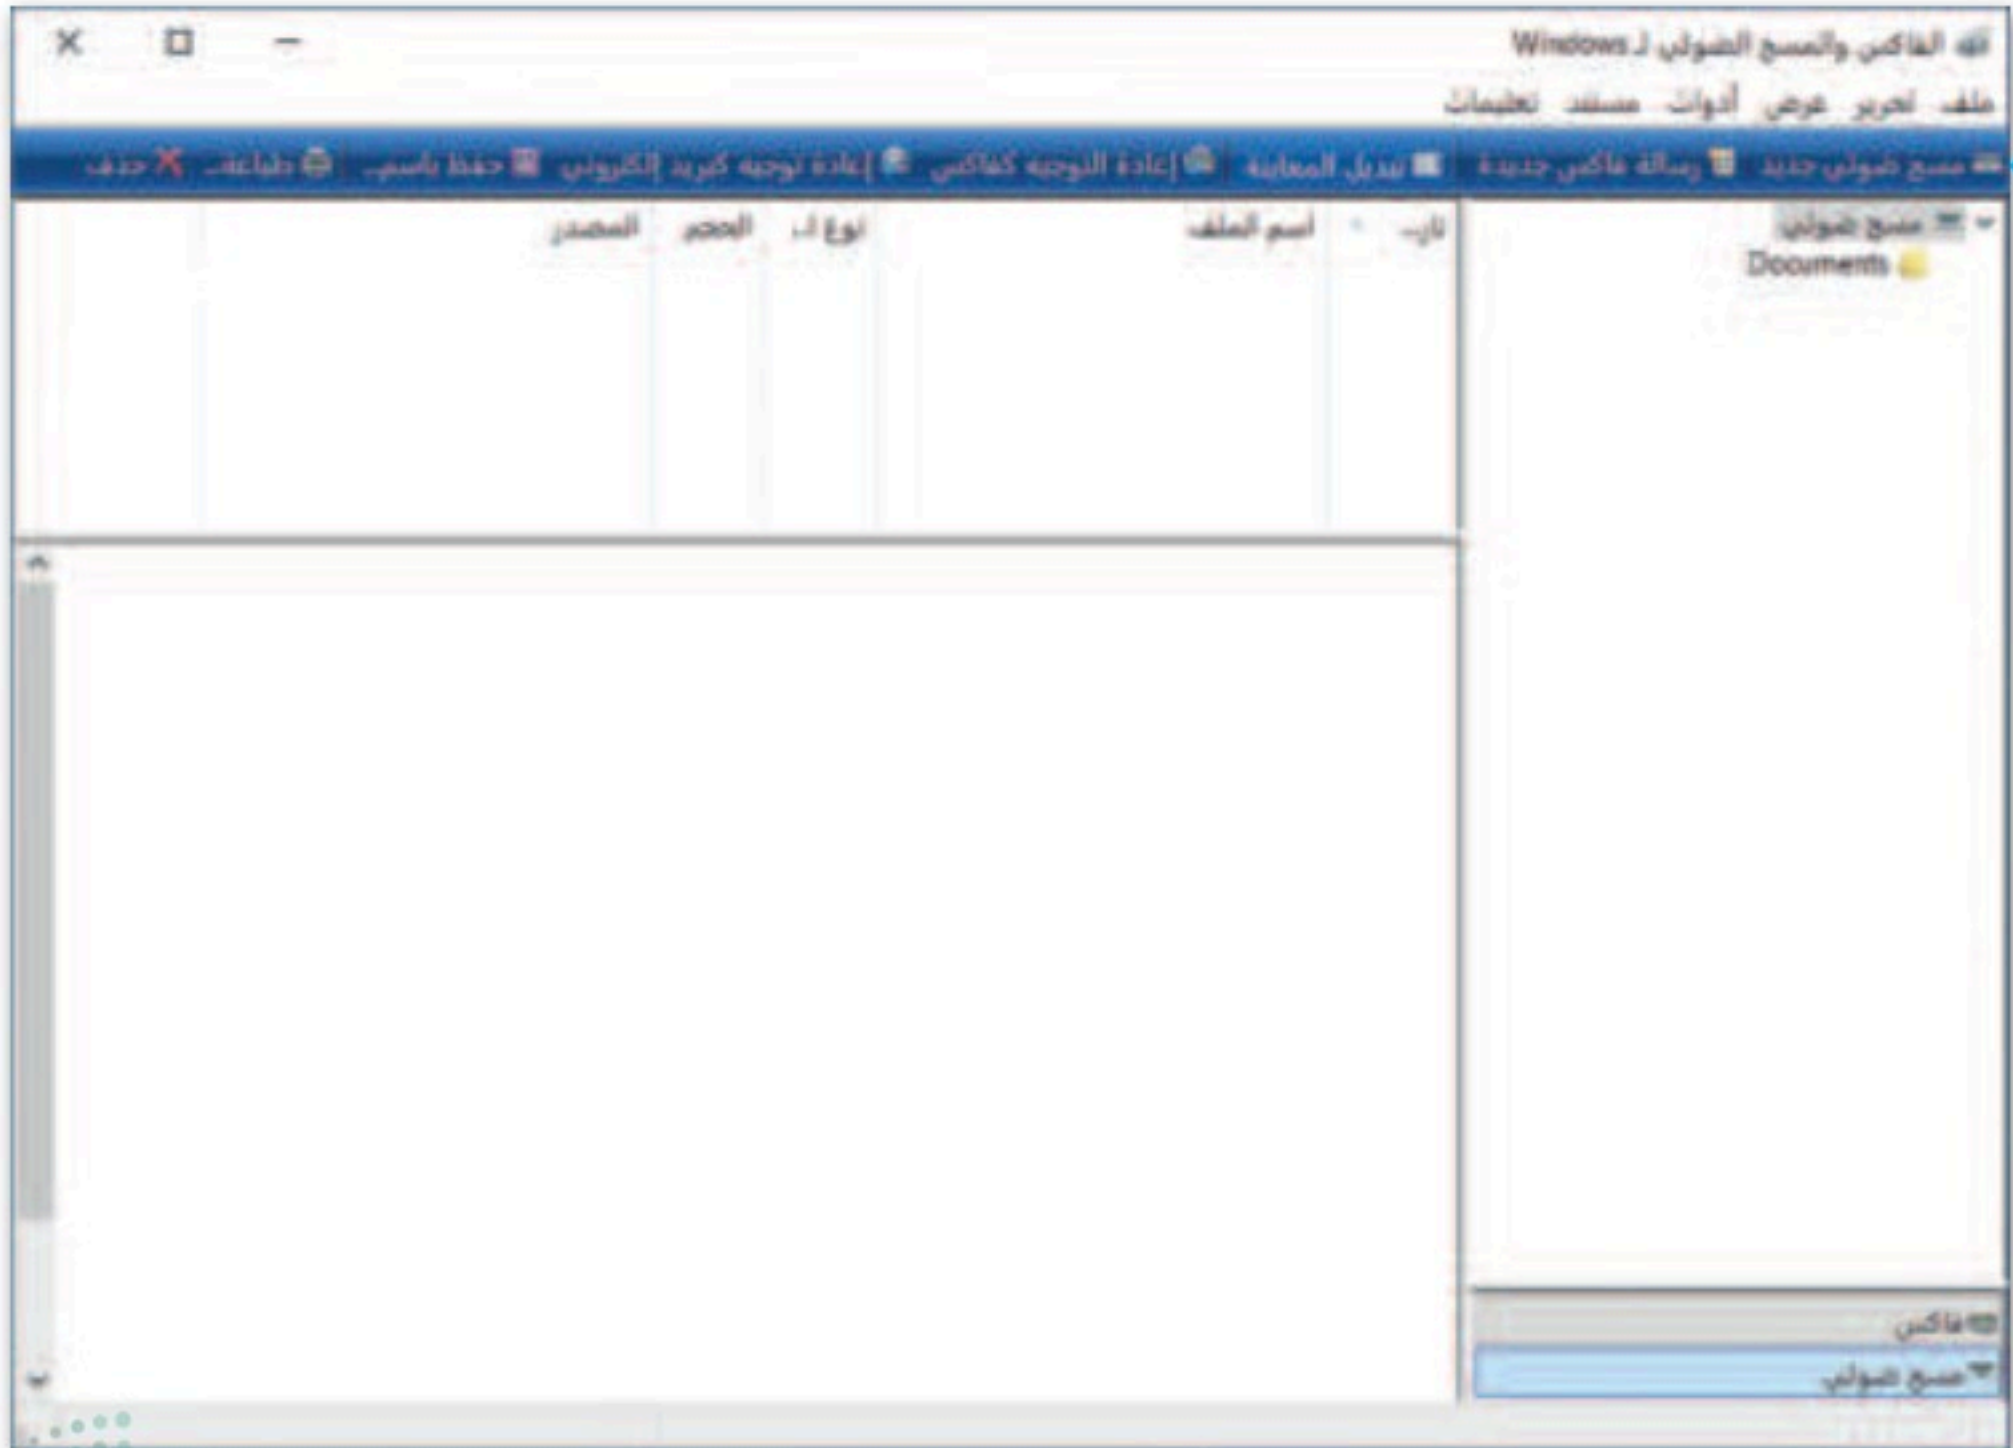 الفاكس والمسح الضوئي لـ Windows
ملف تحرير عرض أدوات مستند تعليمات
مسح ضوئي جديد رسالة فاكس جديدة تبديل المعاينة إعادة التوجيه كفاكس إعادة توجيه كبريد إلكتروني حفظ باسم... طباعة... حذف
مسح ضوئي
Documents
تار... اسم الملف نوع ا... الحجم المصدر
فاكس
مسح ضوئي